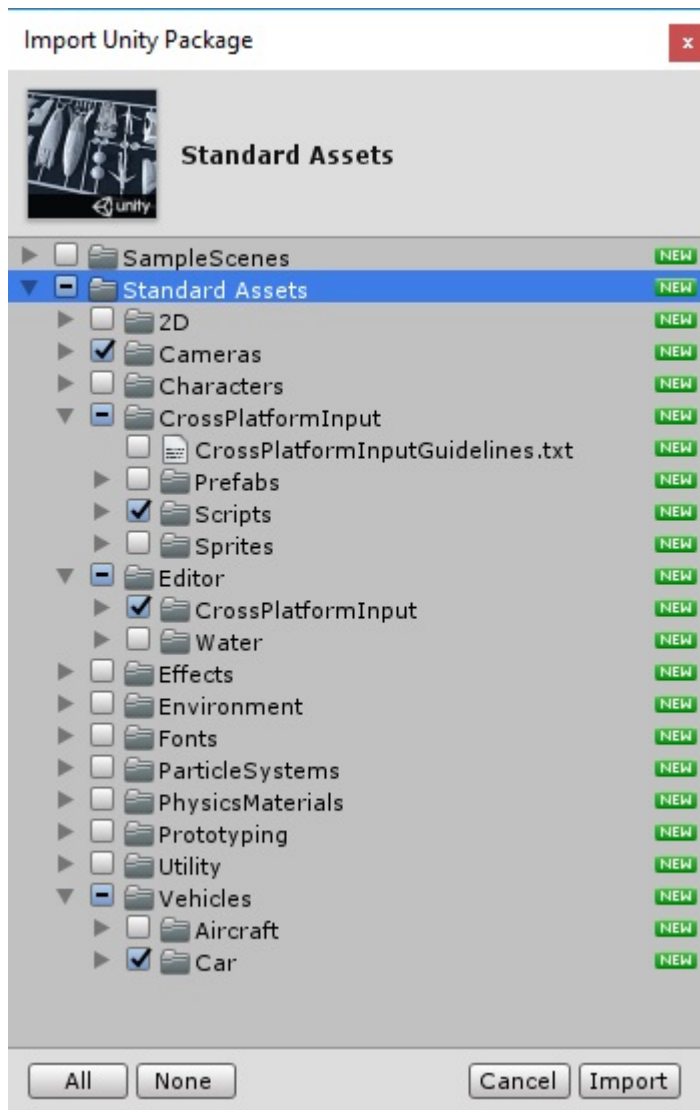 Import Unity Package
x
unity
Standard Assets
SampleScenes NEW
Standard Assets NEW
2D NEW
Cameras NEW
Characters NEW
CrossPlatformInput NEW
CrossPlatformInputGuidelines.txt NEW
Prefabs NEW
Scripts NEW
Sprites NEW
Editor NEW
CrossPlatformInput NEW
Water NEW
Effects NEW
Environment NEW
Fonts NEW
ParticleSystems NEW
PhysicsMaterials NEW
Prototyping NEW
Utility NEW
Vehicles NEW
Aircraft NEW
Car NEW
All None Cancel Import